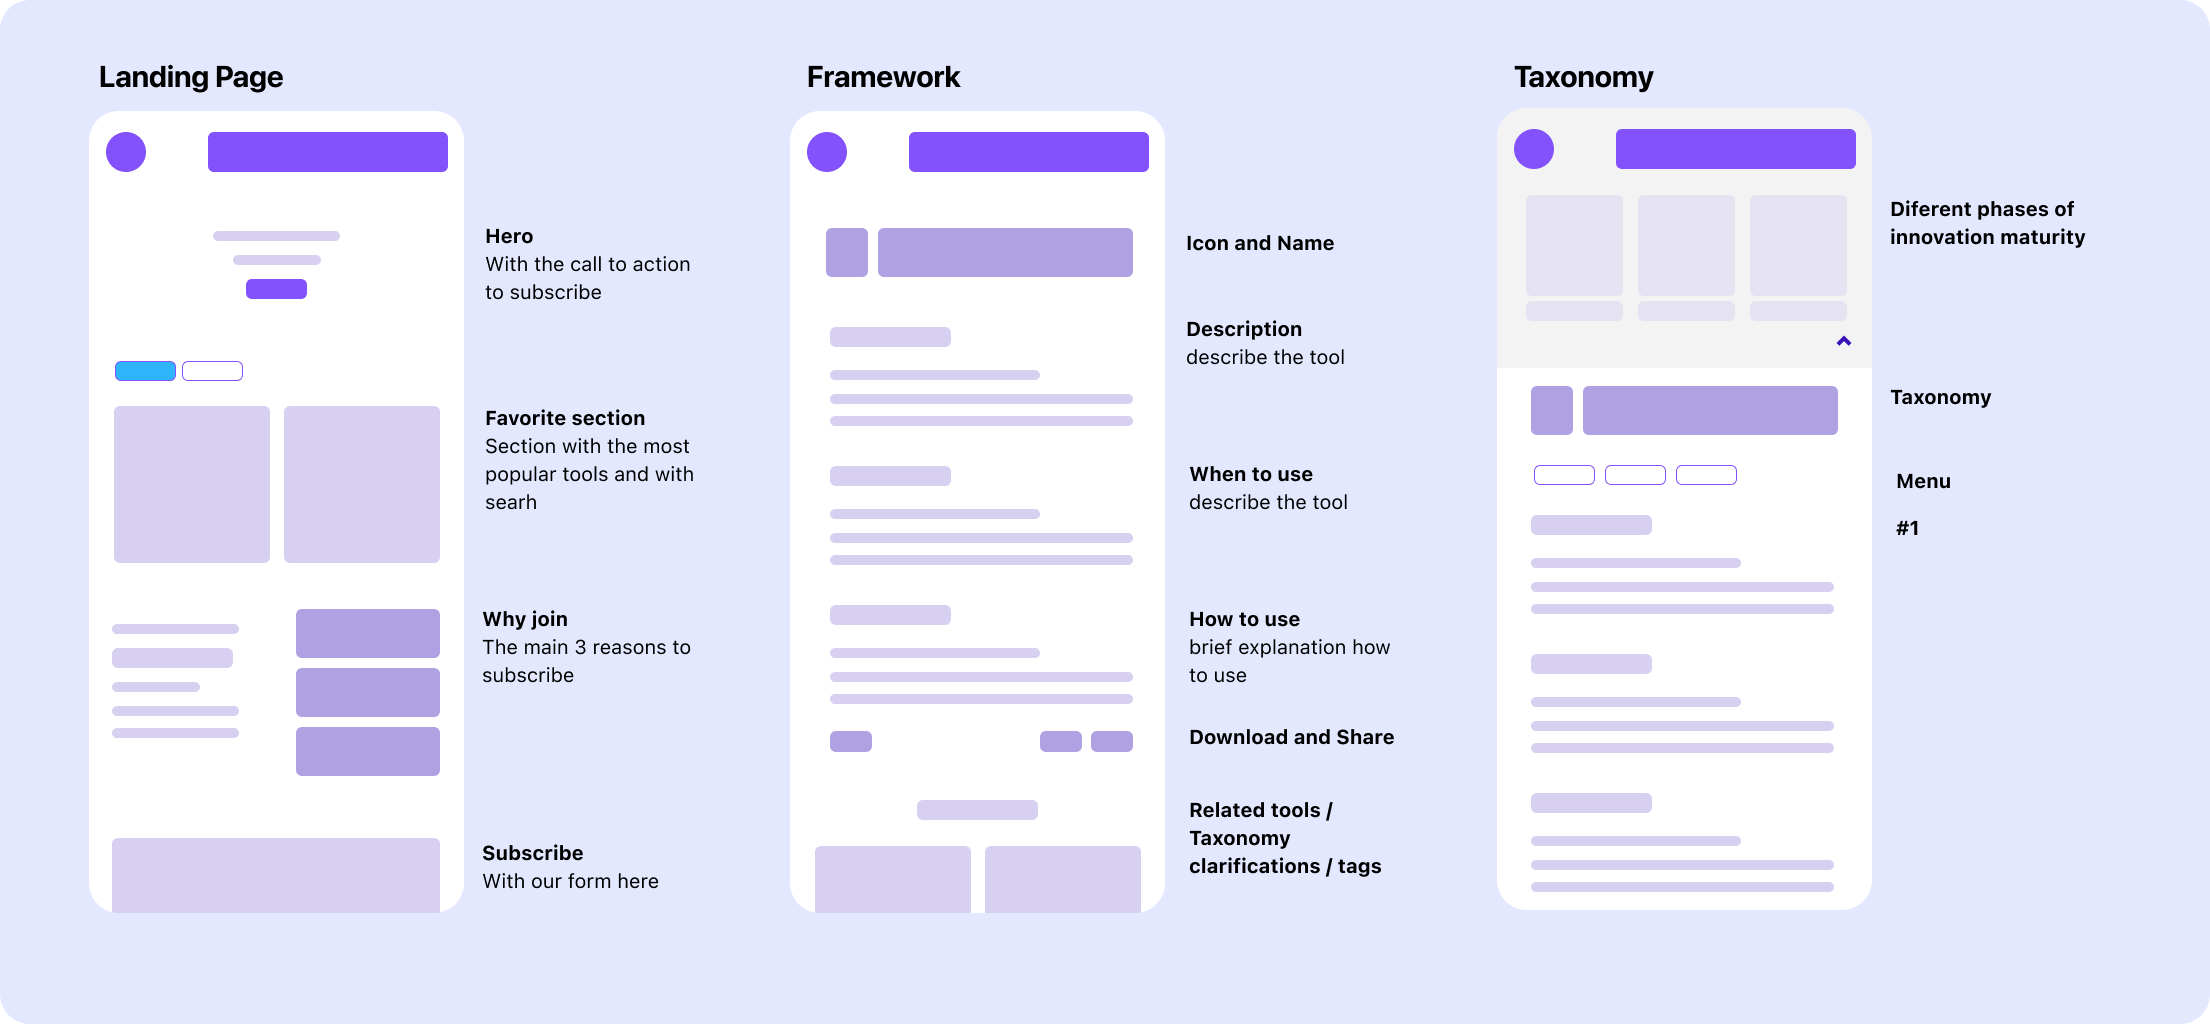 Landing Page
Hero
With the call to action
to subscribe
Favorite section
Section with the most
popular tools and with
searh
Why join
The main 3 reasons to
subscribe
Subscribe
With our form here
Framework
Icon and Name
Description
describe the tool
When to use
describe the tool
How to use
brief explanation how
to use
Download and Share
Related tools /
Taxonomy
clarifications / tags
Taxonomy
Diferent phases of
innovation maturity
Taxonomy
Menu
#1